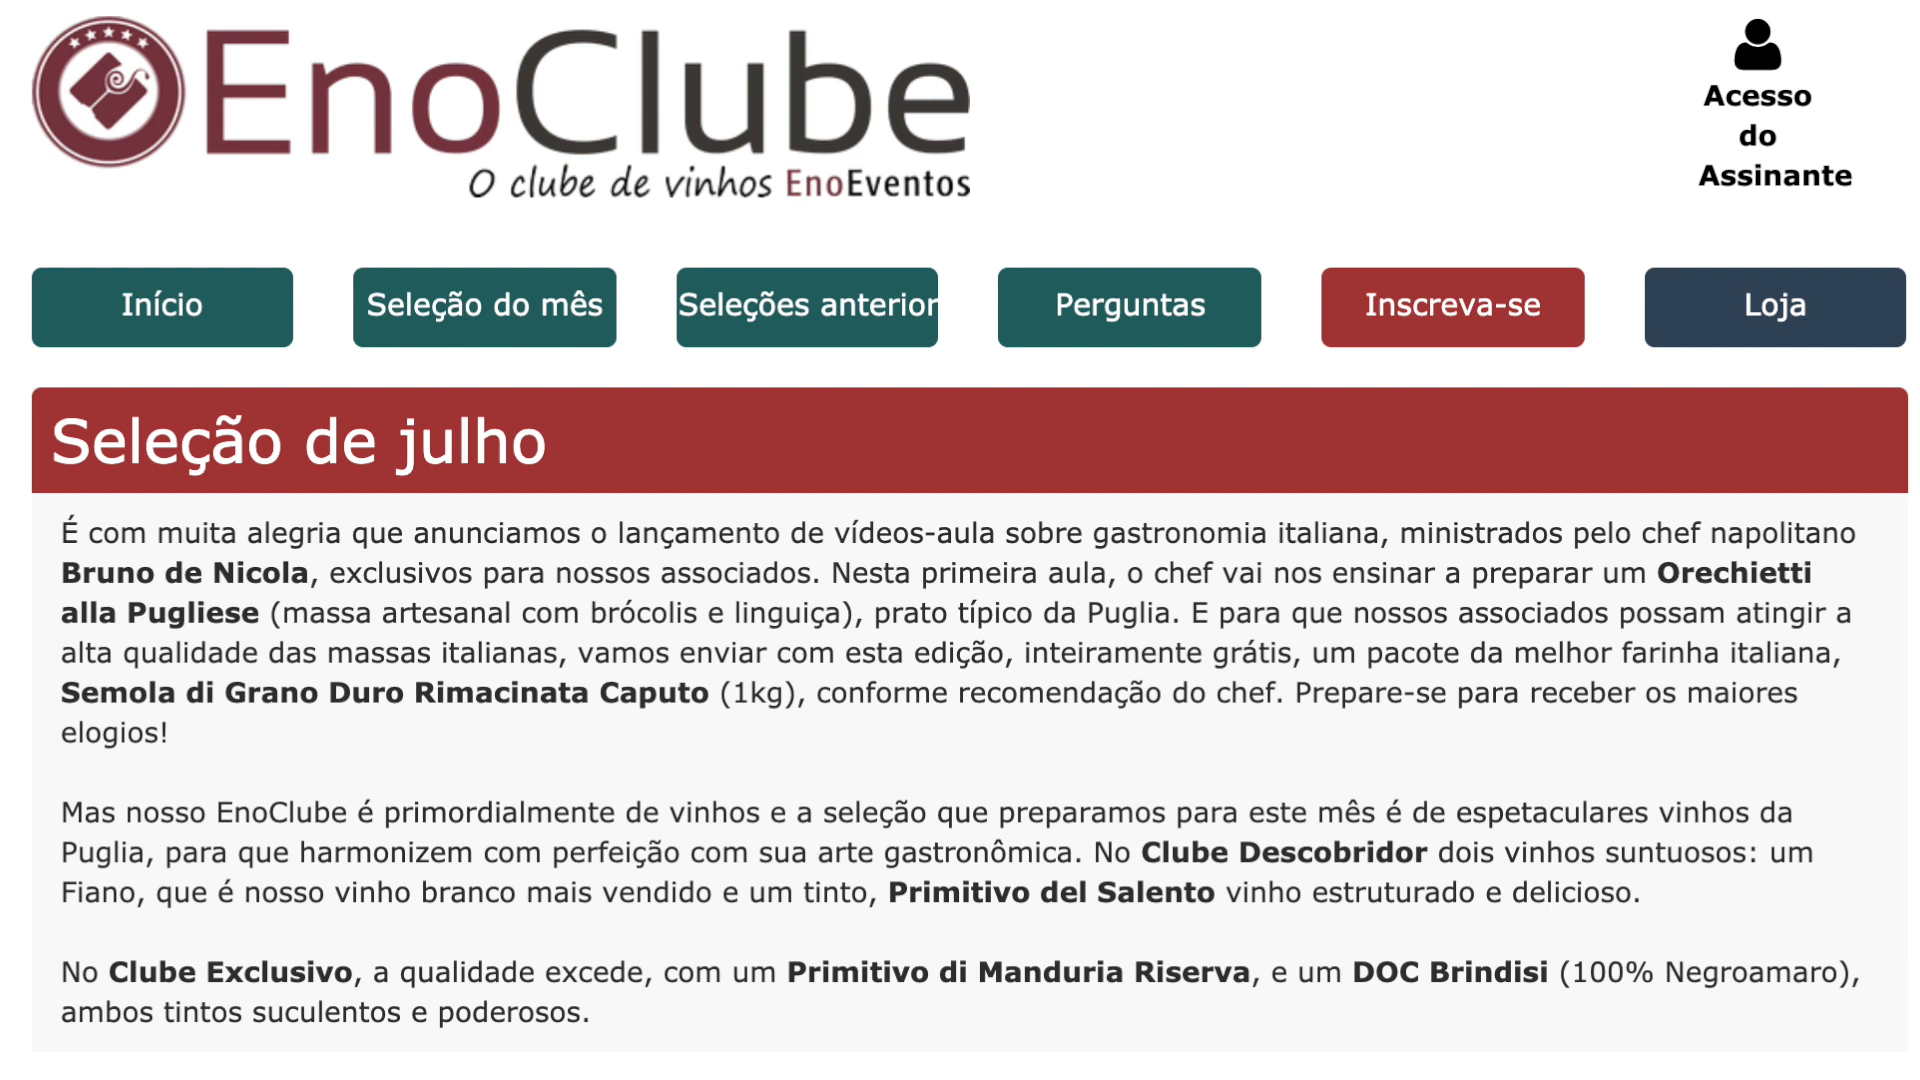 EnoClube
O clube de vinhos EnoEventos
Acesso
do
Assinante
Início
Seleção do mês
Seleções anterior
Perguntas
Inscreva-se
Loja
Seleção de julho
É com muita alegria que anunciamos o lançamento de vídeos-aula sobre gastronomia italiana, ministrados pelo chef napolitano
Bruno de Nicola, exclusivos para nossos associados. Nesta primeira aula, o chef vai nos ensinar a preparar um Orechietti
alla Pugliese (massa artesanal com brócolis e linguiça), prato típico da Puglia. E para que nossos associados possam atingir a
alta qualidade das massas italianas, vamos enviar com esta edição, inteiramente grátis, um pacote da melhor farinha italiana,
Semola di Grano Duro Rimacinata Caputo (1kg), conforme recomendação do chef. Prepare-se para receber os maiores
elogios!
Mas nosso EnoClube é primordialmente de vinhos e a seleção que preparamos para este mês é de espetaculares vinhos da
Puglia, para que harmonizem com perfeição com sua arte gastronômica. No Clube Descobridor dois vinhos suntuosos: um
Fiano, que é nosso vinho branco mais vendido e um tinto, Primitivo del Salento vinho estruturado e delicioso.
No Clube Exclusivo, a qualidade excede, com um Primitivo di Manduria Riserva, e um DOC Brindisi (100% Negroamaro),
ambos tintos suculentos e poderosos.